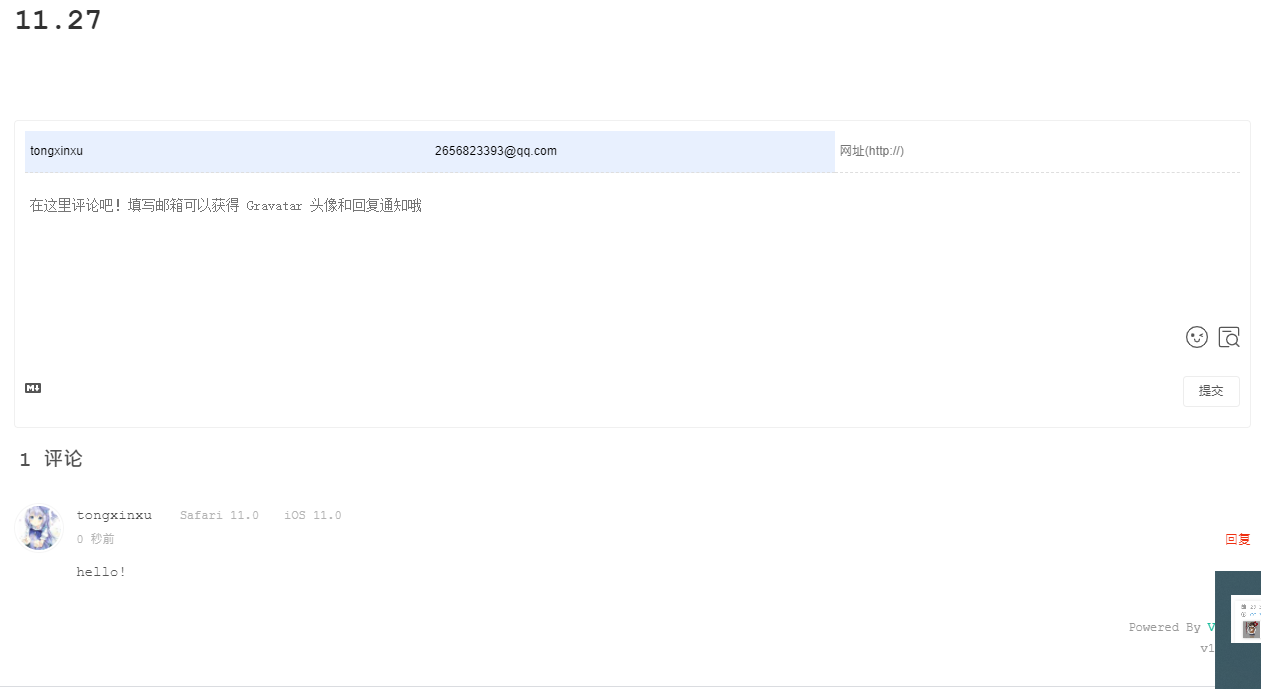 11.27
tongxinxu 2656823393@qq.com 网址(http://)
在这里评论吧！填写邮箱可以获得 Gravatar 头像和回复通知哦
M↓
提交
1 评论
tongxinxu Safari 11.0 iOS 11.0
0 秒前
回复
hello!
Powered By V
v1